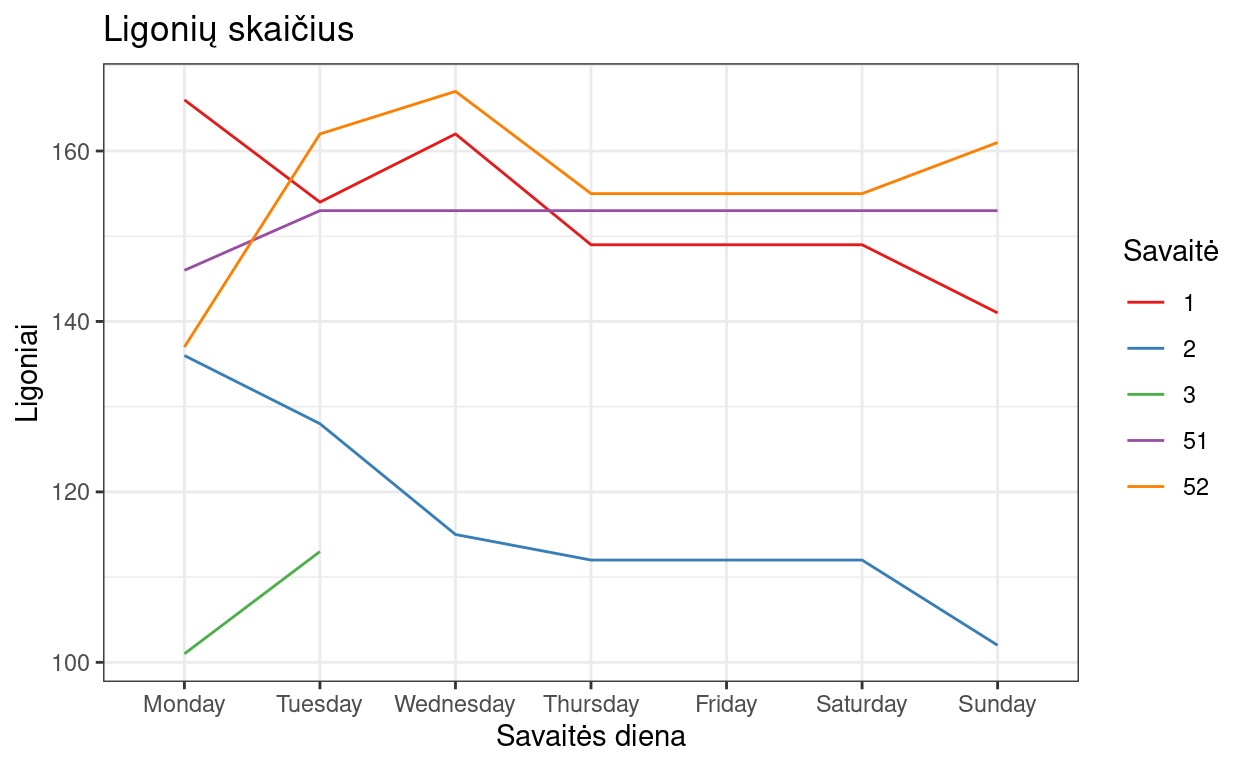 Ligonių skaičius
Ligoniai
160
140
120
100
Monday Tuesday Wednesday Thursday Friday Saturday Sunday
Savaitės diena
Savaitė
1
2
3
51
52